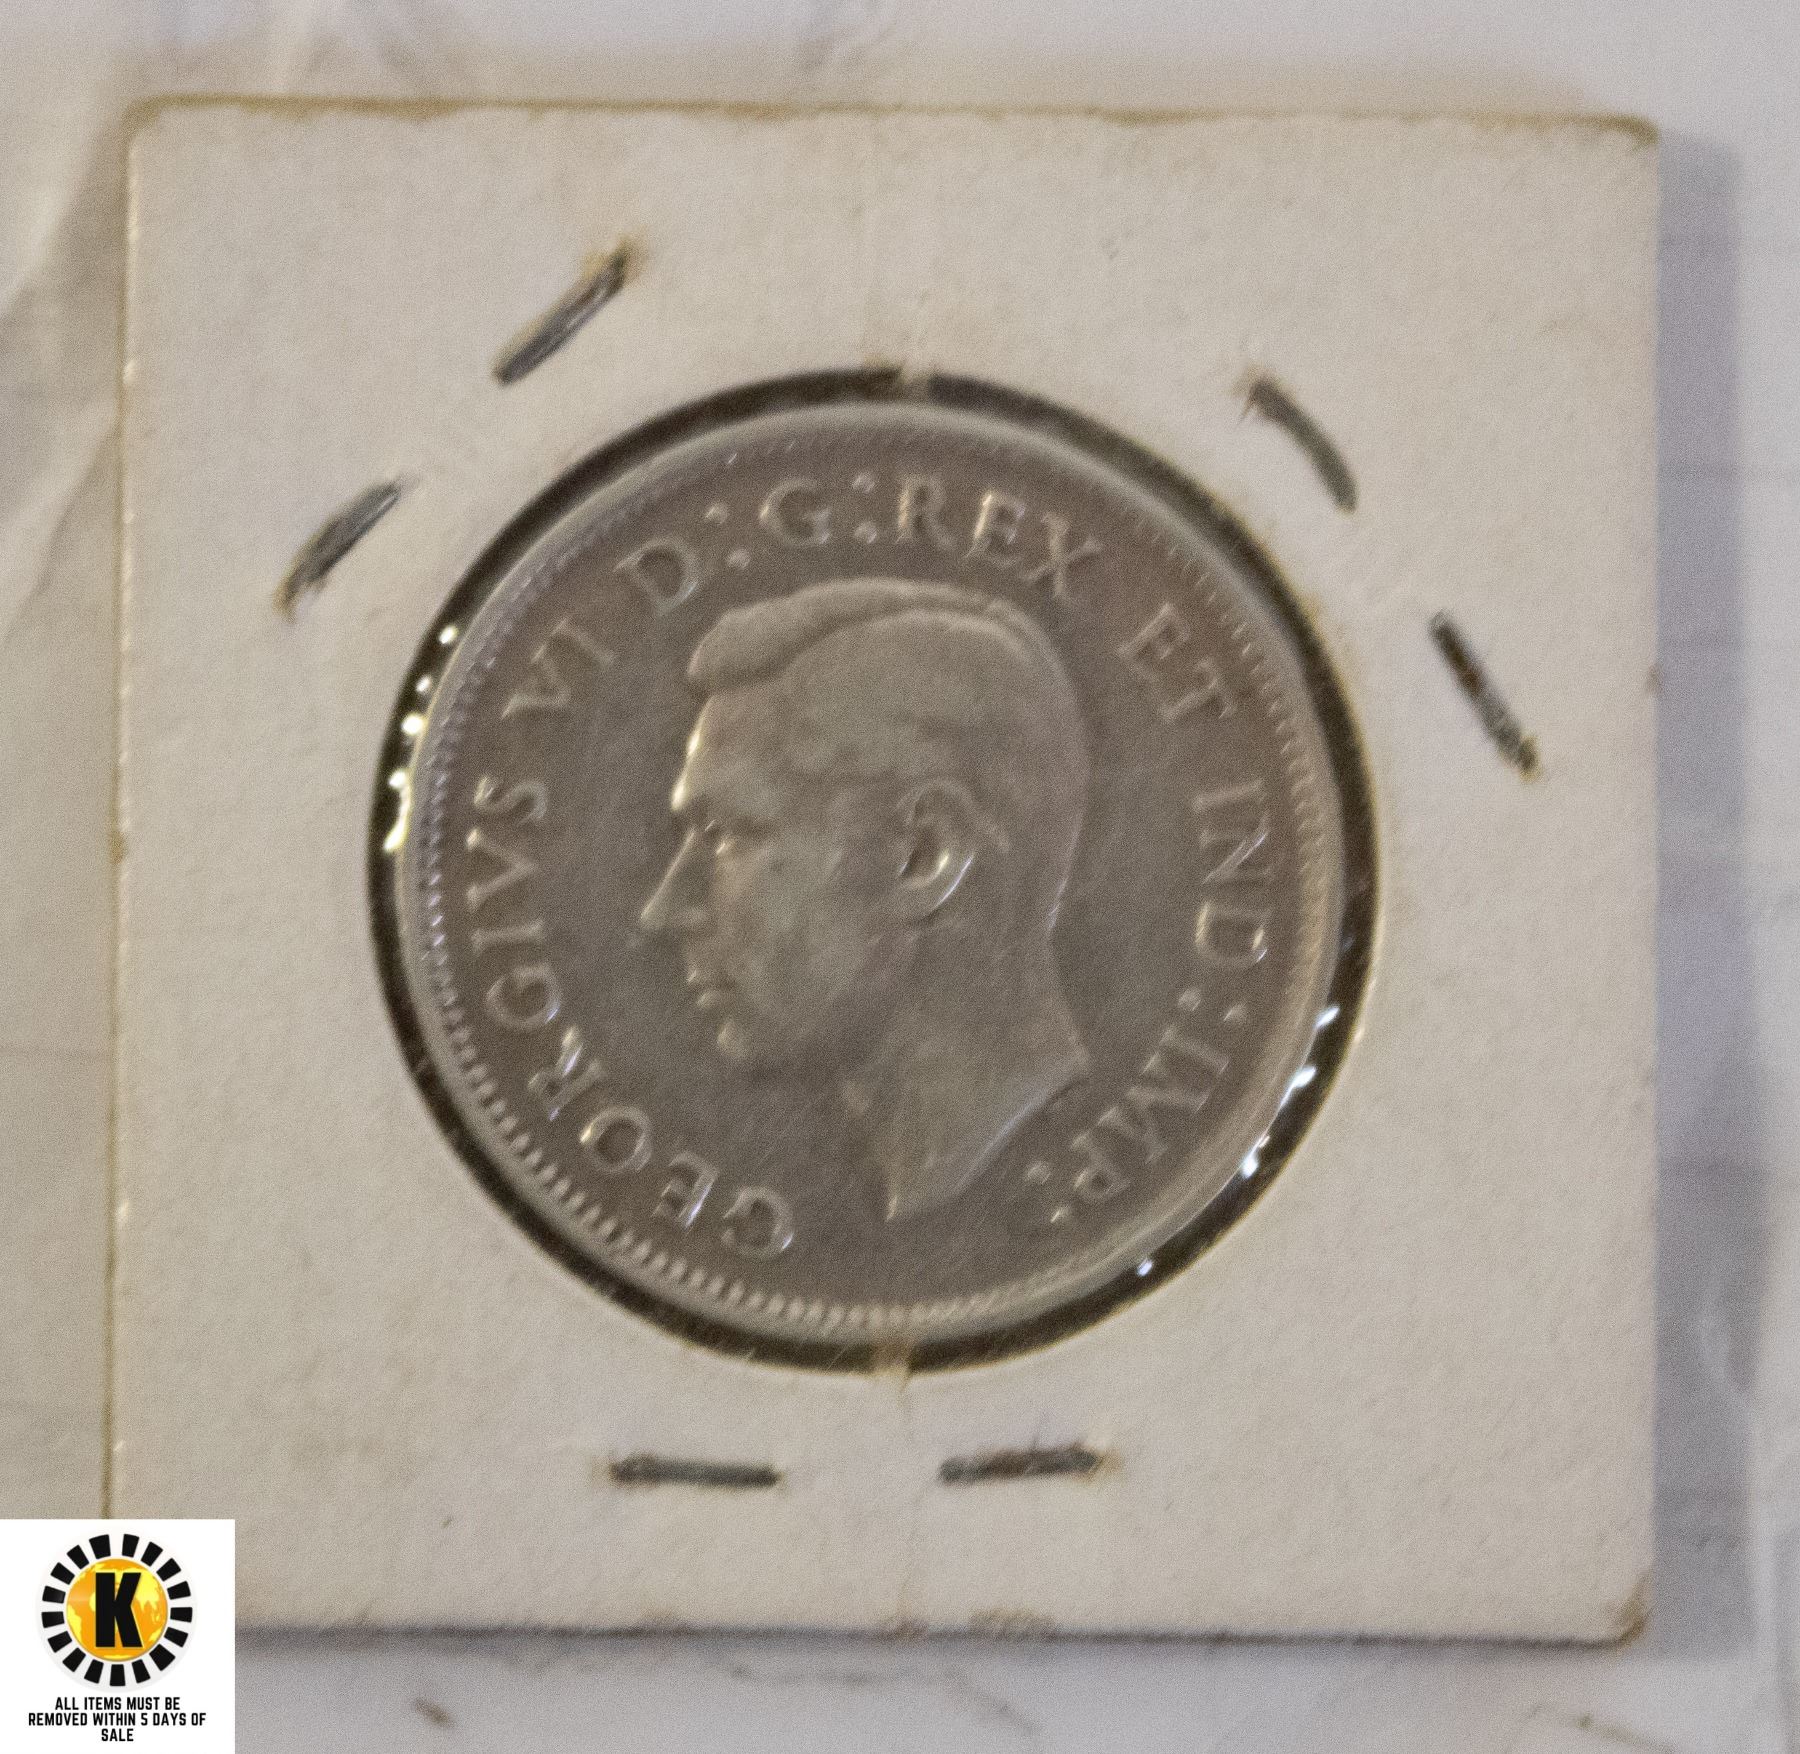 GEORGIVS VI D:G:REX ET IND:IMP:
K
ALL ITEMS MUST BE
REMOVED WITHIN 5 DAYS OF
SALE